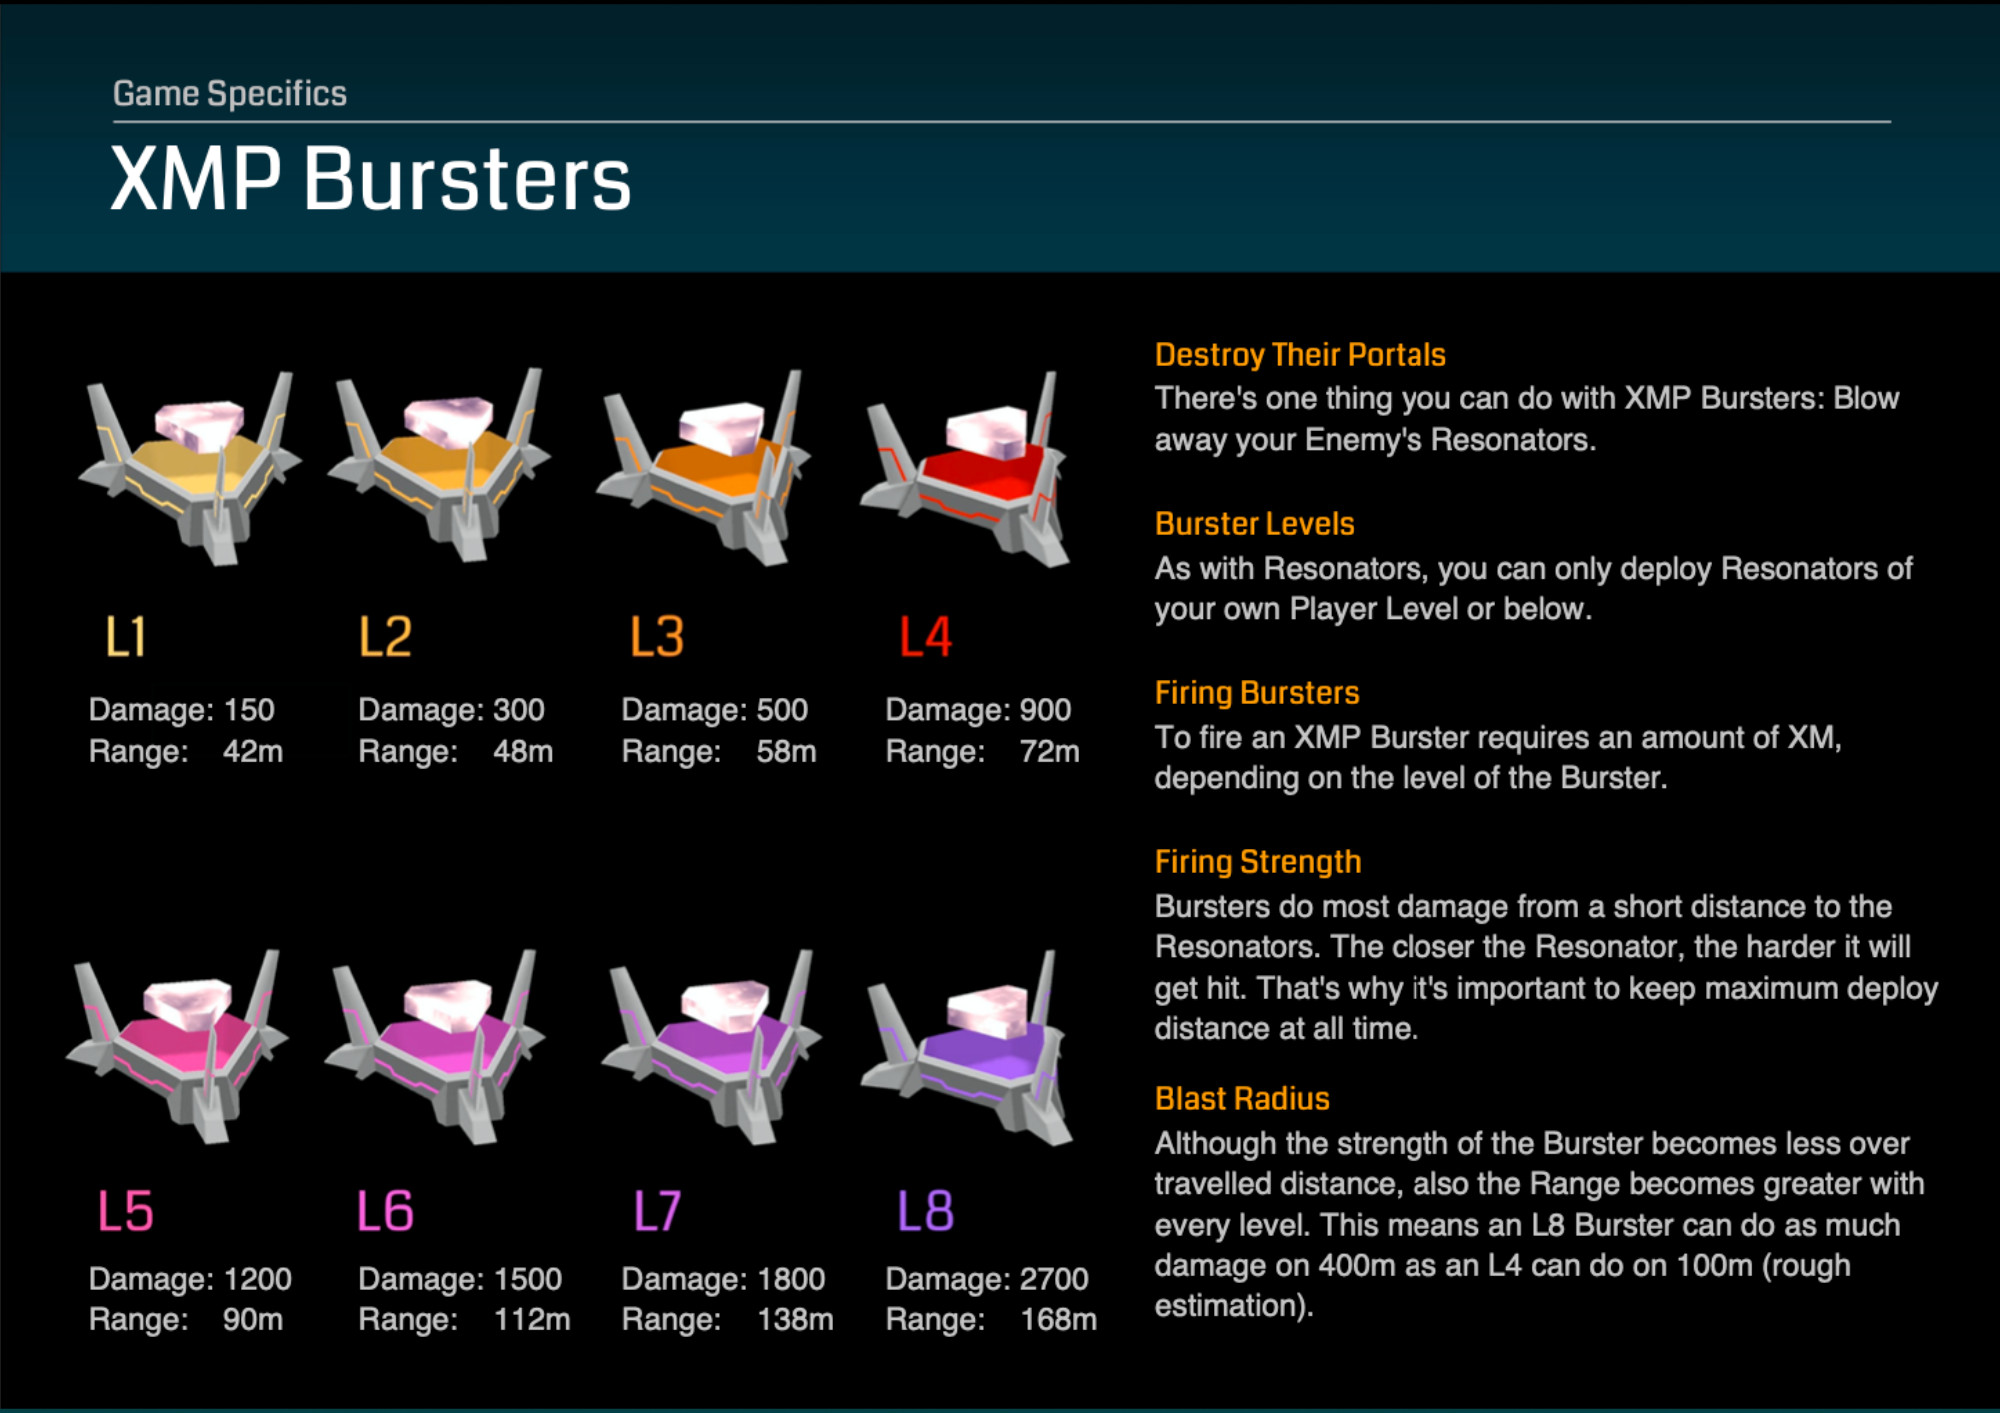 Game Specifics
XMP Bursters
L1
Damage: 150
Range: 42m
L2
Damage: 300
Range: 48m
L3
Damage: 500
Range: 58m
L4
Damage: 900
Range: 72m
L5
Damage: 1200
Range: 90m
L6
Damage: 1500
Range: 112m
L7
Damage: 1800
Range: 138m
L8
Damage: 2700
Range: 168m
Destroy Their Portals
There's one thing you can do with XMP Bursters: Blow
away your Enemy's Resonators.
Burster Levels
As with Resonators, you can only deploy Resonators of
your own Player Level or below.
Firing Bursters
To fire an XMP Burster requires an amount of XM,
depending on the level of the Burster.
Firing Strength
Bursters do most damage from a short distance to the
Resonators. The closer the Resonator, the harder it will
get hit. That's why it's important to keep maximum deploy
distance at all time.
Blast Radius
Although the strength of the Burster becomes less over
travelled distance, also the Range becomes greater with
every level. This means an L8 Burster can do as much
damage on 400m as an L4 can do on 100m (rough
estimation).